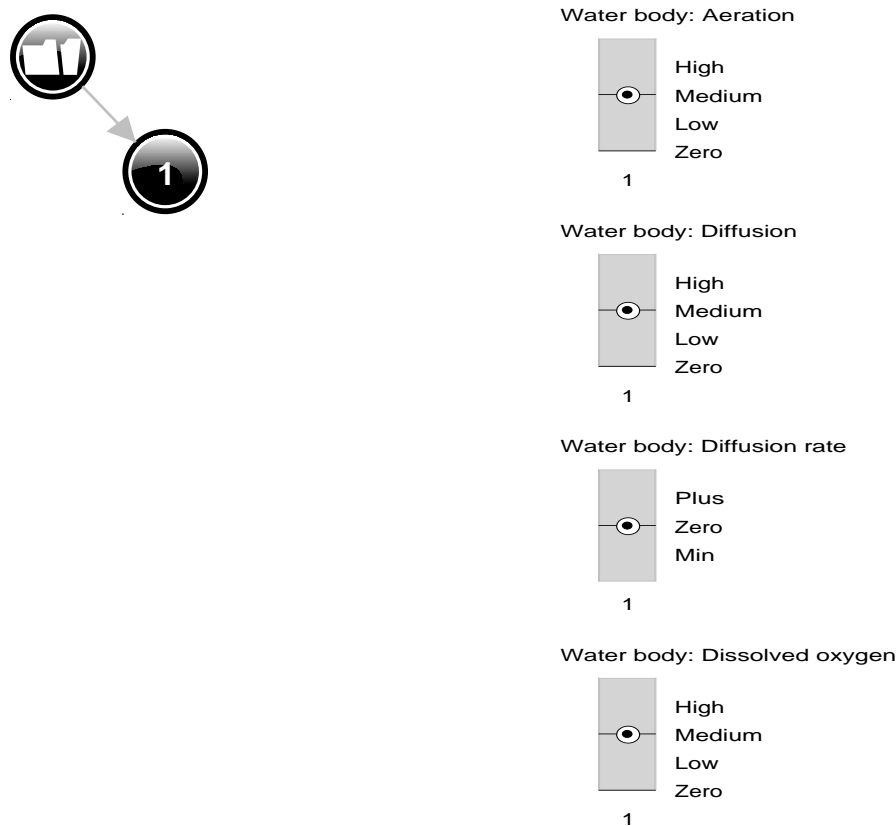 1
Water body: Aeration
High
Medium
Low
Zero
1
Water body: Diffusion
High
Medium
Low
Zero
1
Water body: Diffusion rate
Plus
Zero
Min
1
Water body: Dissolved oxygen
High
Medium
Low
Zero
1